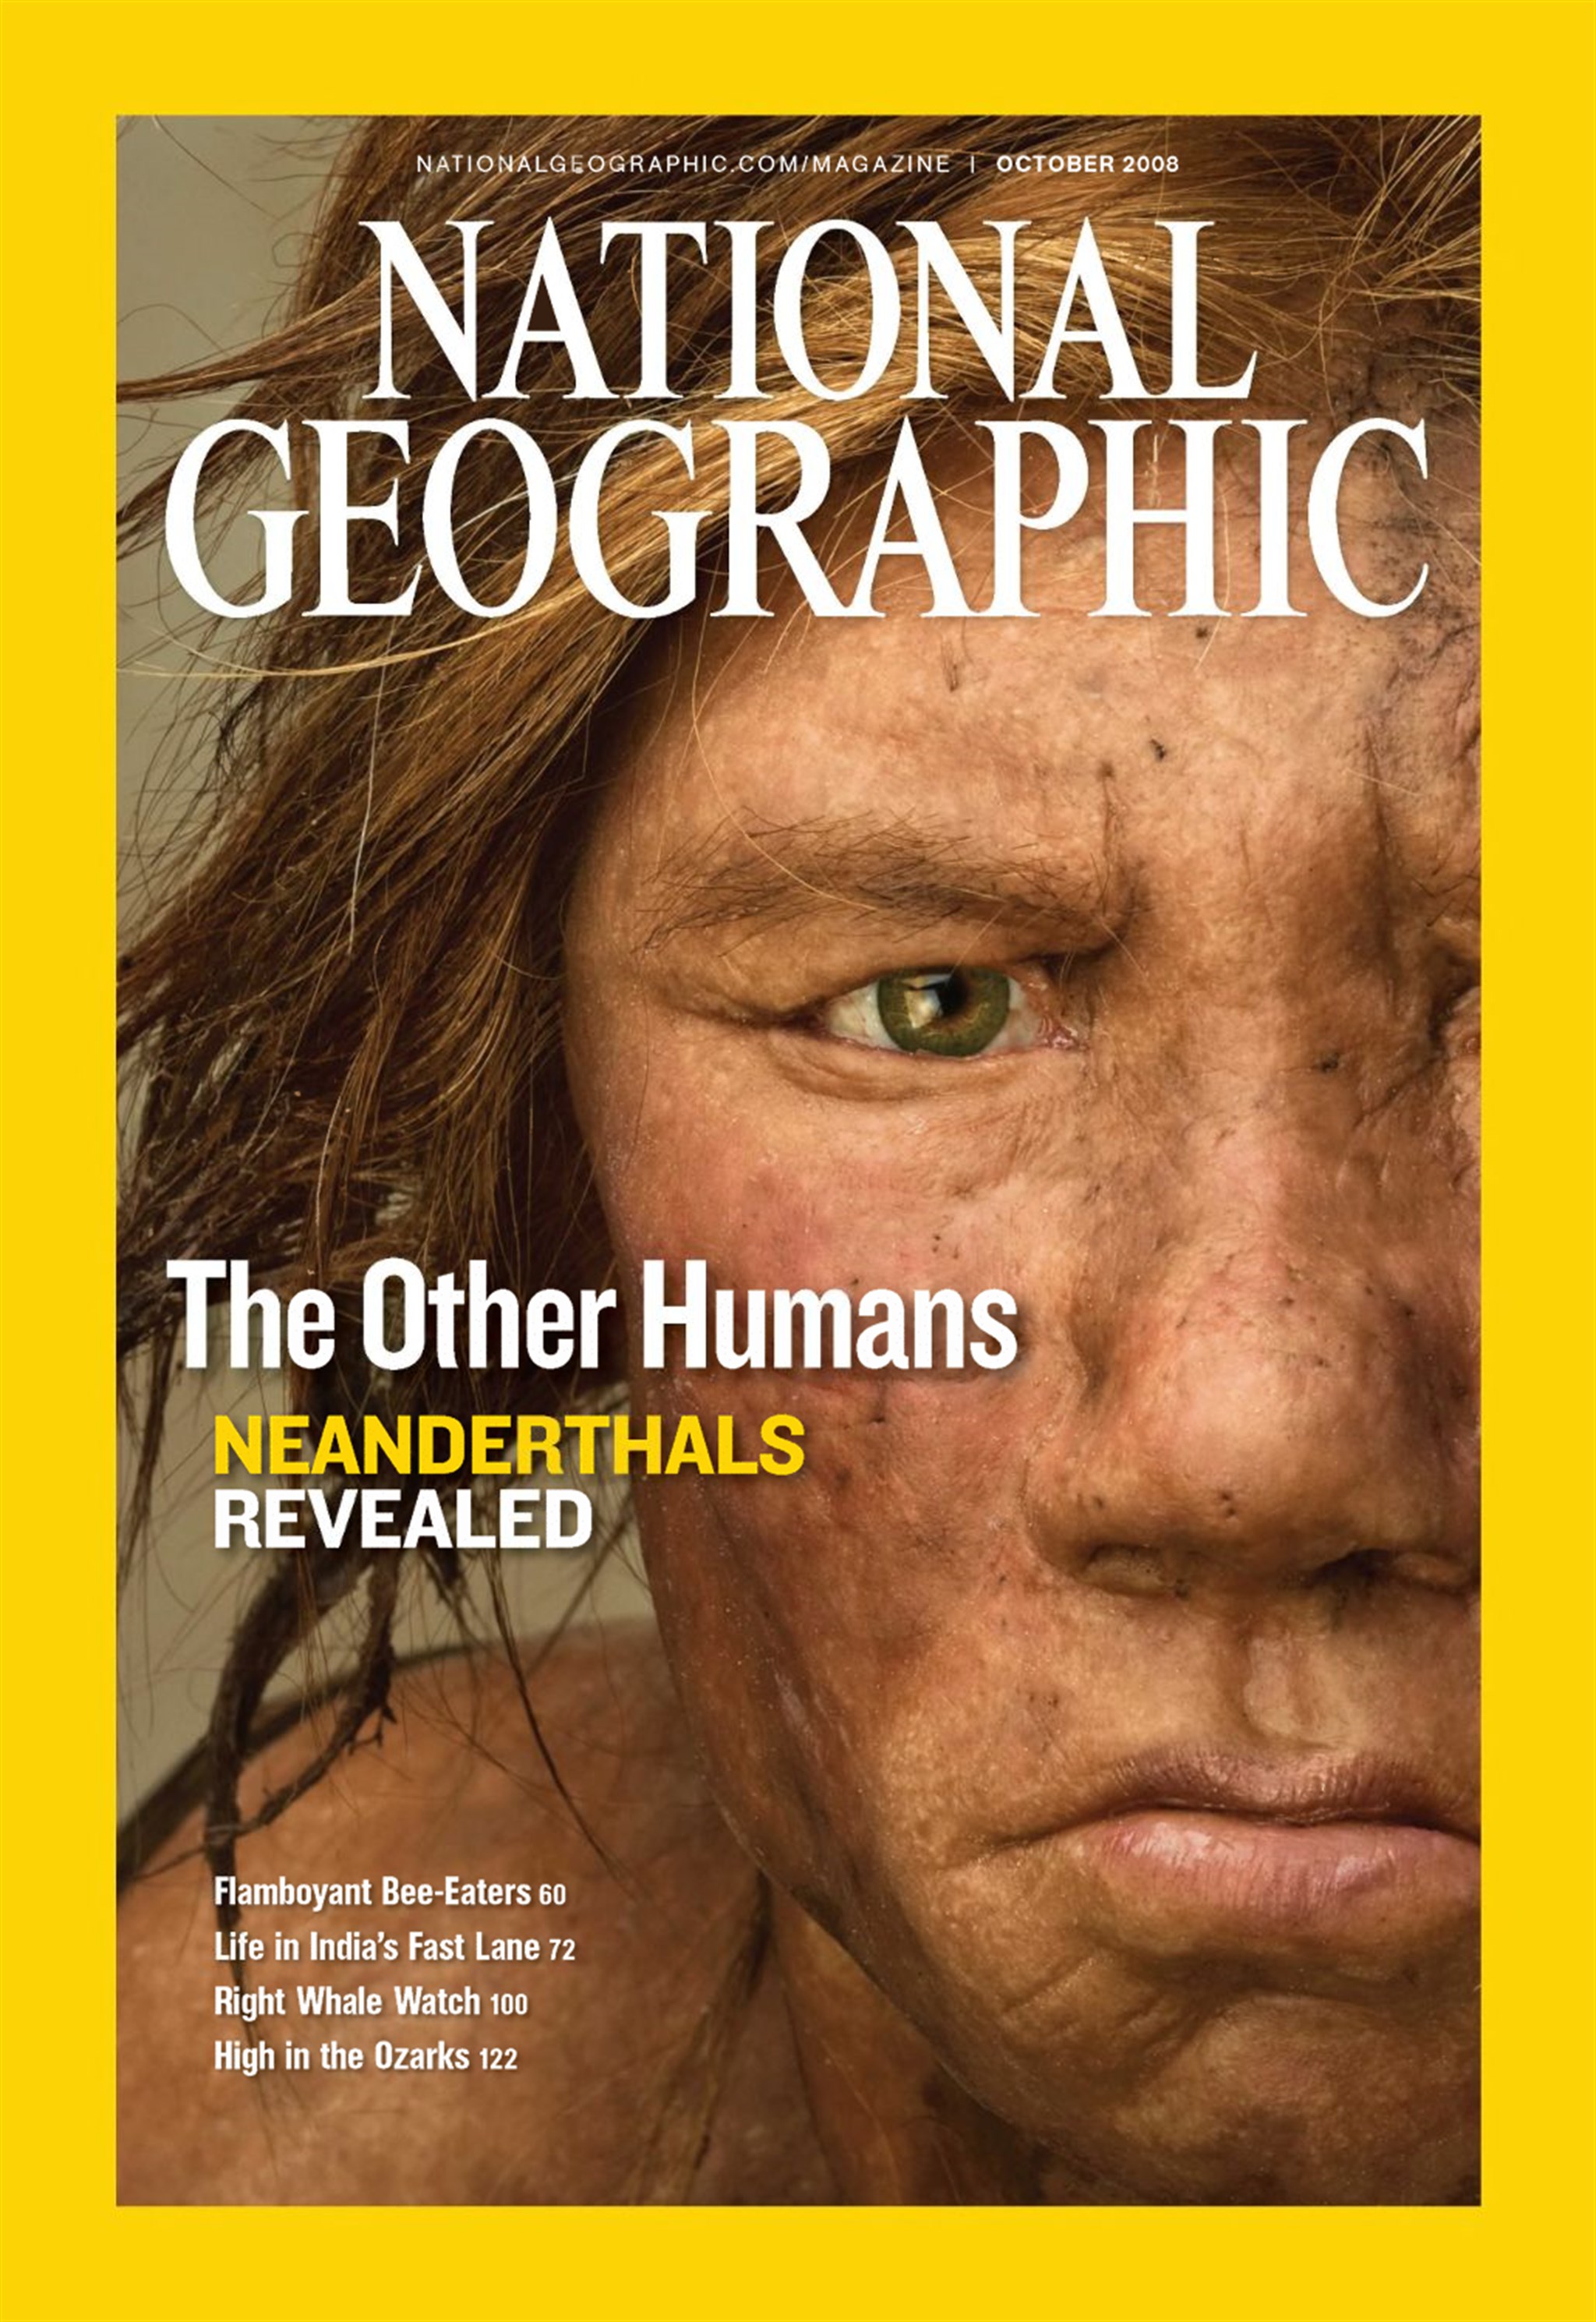 NATIONALGEOGRAPHIC.COM/MAGAZINE | OCTOBER 2008
NATIONAL
GEOGRAPHIC
The Other Humans
NEANDERTHALS
REVEALED
Flamboyant Bee-Eaters 60
Life in India's Fast Lane 72
Right Whale Watch 100
High in the Ozarks 122